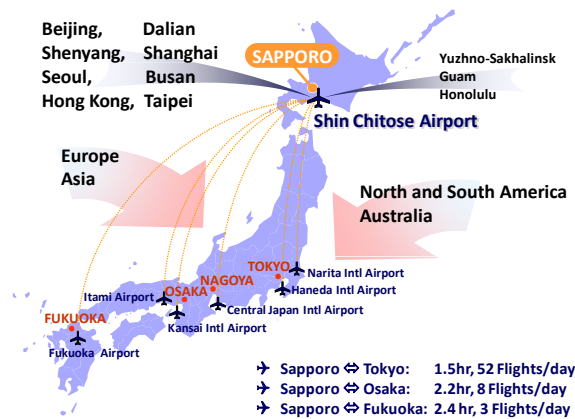 Beijing, Dalian
Shenyang, Shanghai
Seoul, Busan
Hong Kong, Taipei
SAPPORO
Yuzhno-Sakhalinsk
Guam
Honolulu
Shin Chitose Airport
Europe
Asia
North and South America
Australia
TOKYO
Narita Intl Airport
NAGOYA
Haneda Intl Airport
Itami Airport
OSAKA
Central Japan Intl Airport
FUKUOKA
Kansai Intl Airport
Fukuoka Airport
Sapporo ⇔ Tokyo: 1.5hr, 52 Flights/day
Sapporo ⇔ Osaka: 2.2hr, 8 Flights/day
Sapporo ⇔ Fukuoka: 2.4 hr, 3 Flights/day